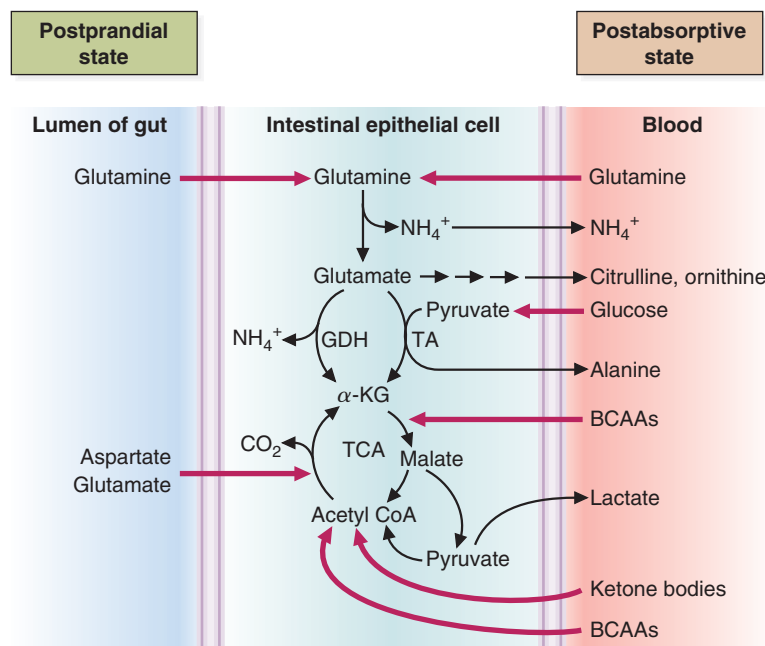 Postprandial
state
Postabsorptive
state
Lumen of gut
Intestinal epithelial cell
Blood
Glutamine
Glutamine
Glutamine
NH₄⁺
NH₄⁺
Glutamate
Citrulline, ornithine
Pyruvate
Glucose
NH₄⁺
GDH
TA
Alanine
α-KG
BCAAs
CO₂
TCA
Malate
Aspartate
Glutamate
Lactate
Acetyl CoA
Pyruvate
Ketone bodies
BCAAs